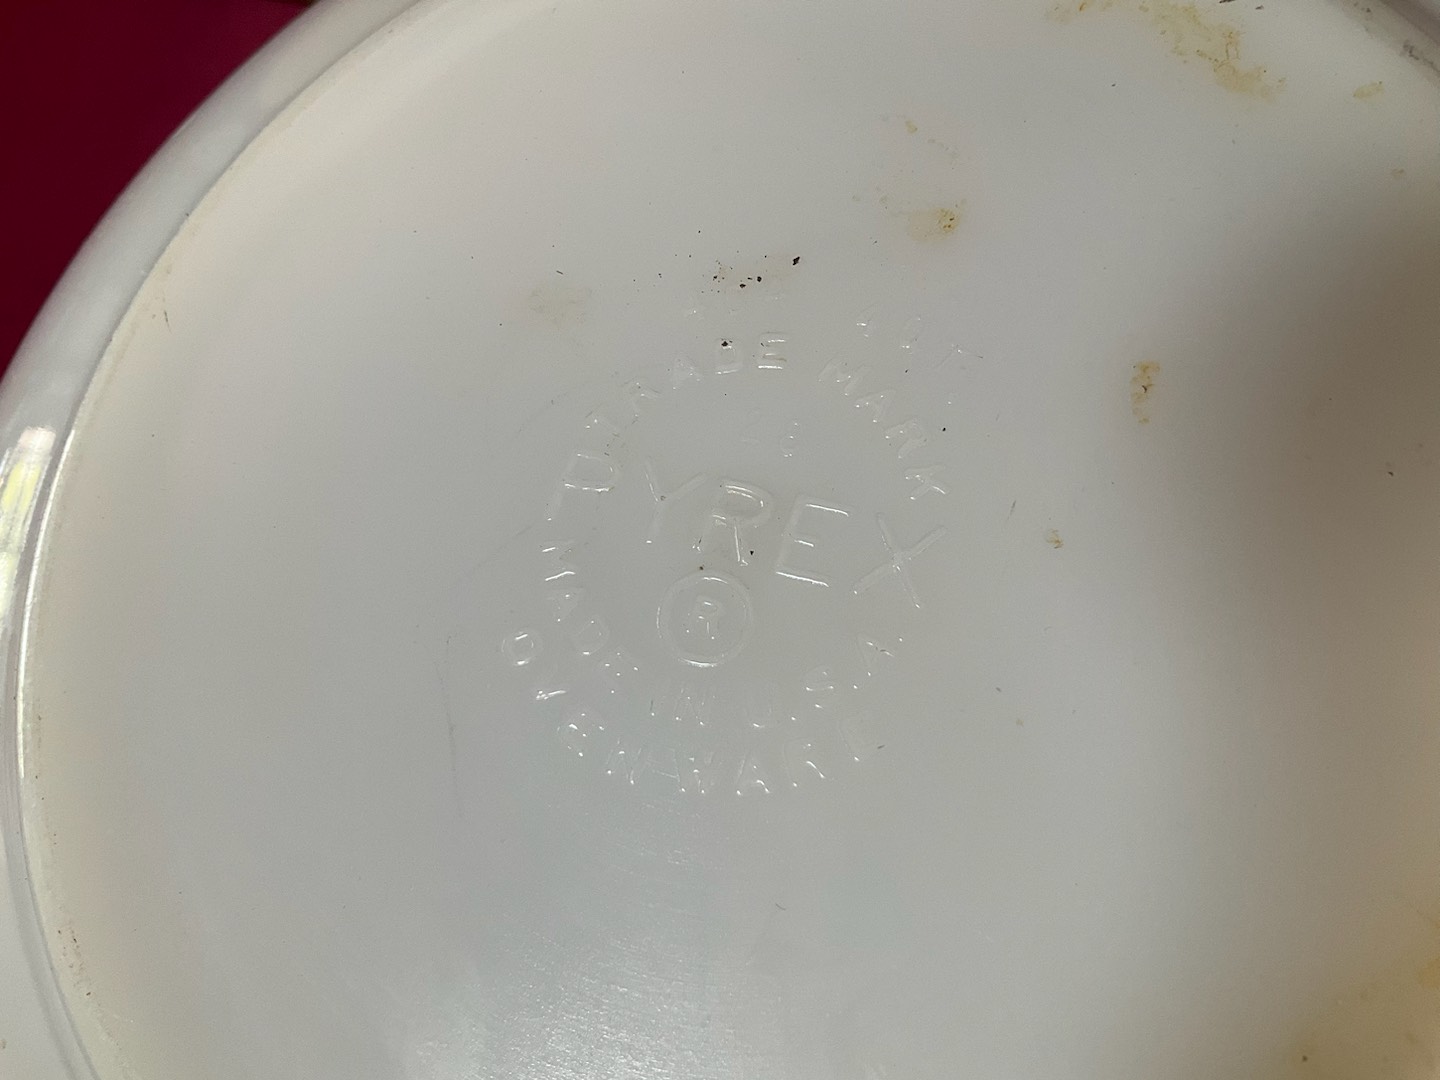 TRADE MARK
PYREX
®
MADE IN U.S.A.
OVENWARE